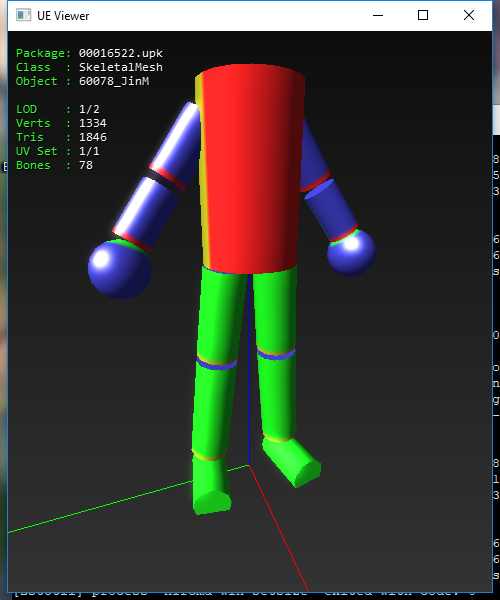 UE Viewer
Package: 00016522.upk
Class  : SkeletalMesh
Object : 60078_JinM
LOD    : 1/2
Verts  : 1334
Tris   : 1846
UV Set : 1/1
Bones  : 78